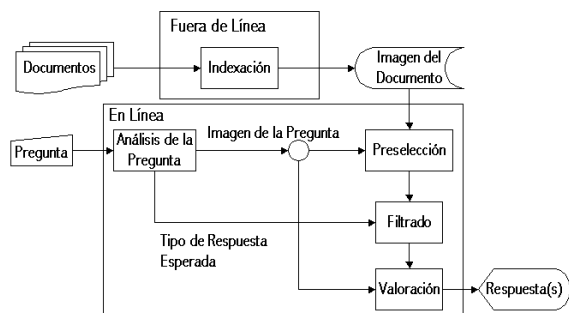 Fuera de Línea
Documentos
Indexación
Imagen del
Documento
En Línea
Pregunta
Análisis de la
Pregunta
Imagen de la Pregunta
Preselección
Filtrado
Tipo de Respuesta
Esperada
Valoración
Respuesta(s)